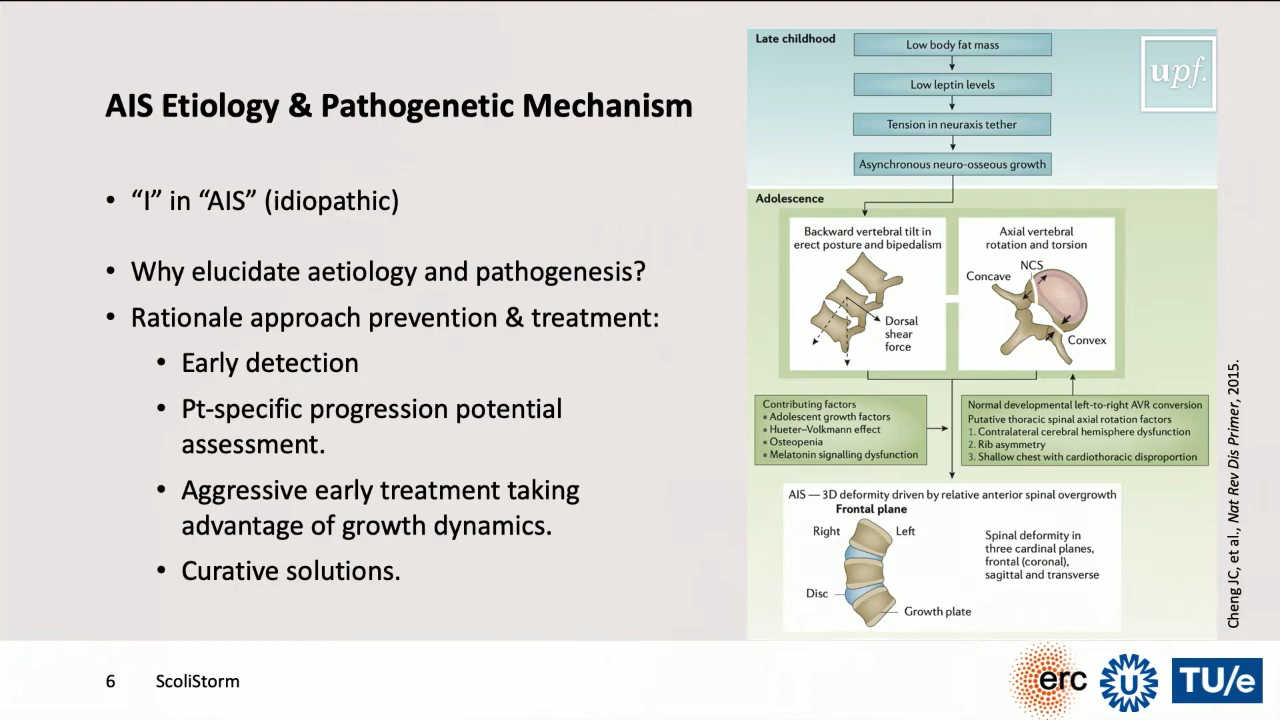 AIS Etiology & Pathogenetic Mechanism
• “I” in “AIS” (idiopathic)
• Why elucidate aetiology and pathogenesis?
• Rationale approach prevention & treatment:
• Early detection
• Pt-specific progression potential
assessment.
• Aggressive early treatment taking
advantage of growth dynamics.
• Curative solutions.
Late childhood
Low body fat mass
Low leptin levels
Tension in neuraxis tether
Asynchronous neuro-osseous growth
upf.
Adolescence
Backward vertebral tilt in
erect posture and bipedalism
Dorsal
shear
force
Axial vertebral
rotation and torsion
NCS
Concave
Convex
Contributing factors
▪ Adolescent growth factors
▪ Hueter–Volkmann effect
▪ Osteopenia
▪ Melatonin signalling dysfunction
Normal developmental left-to-right AVR conversion
Putative thoracic spinal axial rotation factors
1. Contralateral cerebral hemisphere dysfunction
2. Rib asymmetry
3. Shallow chest with cardiothoracic disproportion
AIS — 3D deformity driven by relative anterior spinal overgrowth
Frontal plane
Right
Left
Disc
Growth plate
Spinal deformity in
three cardinal planes,
frontal (coronal),
sagittal and transverse
Cheng JC, et al., Nat Rev Dis Primer, 2015.
6
ScoliStorm
erc
U
TU/e